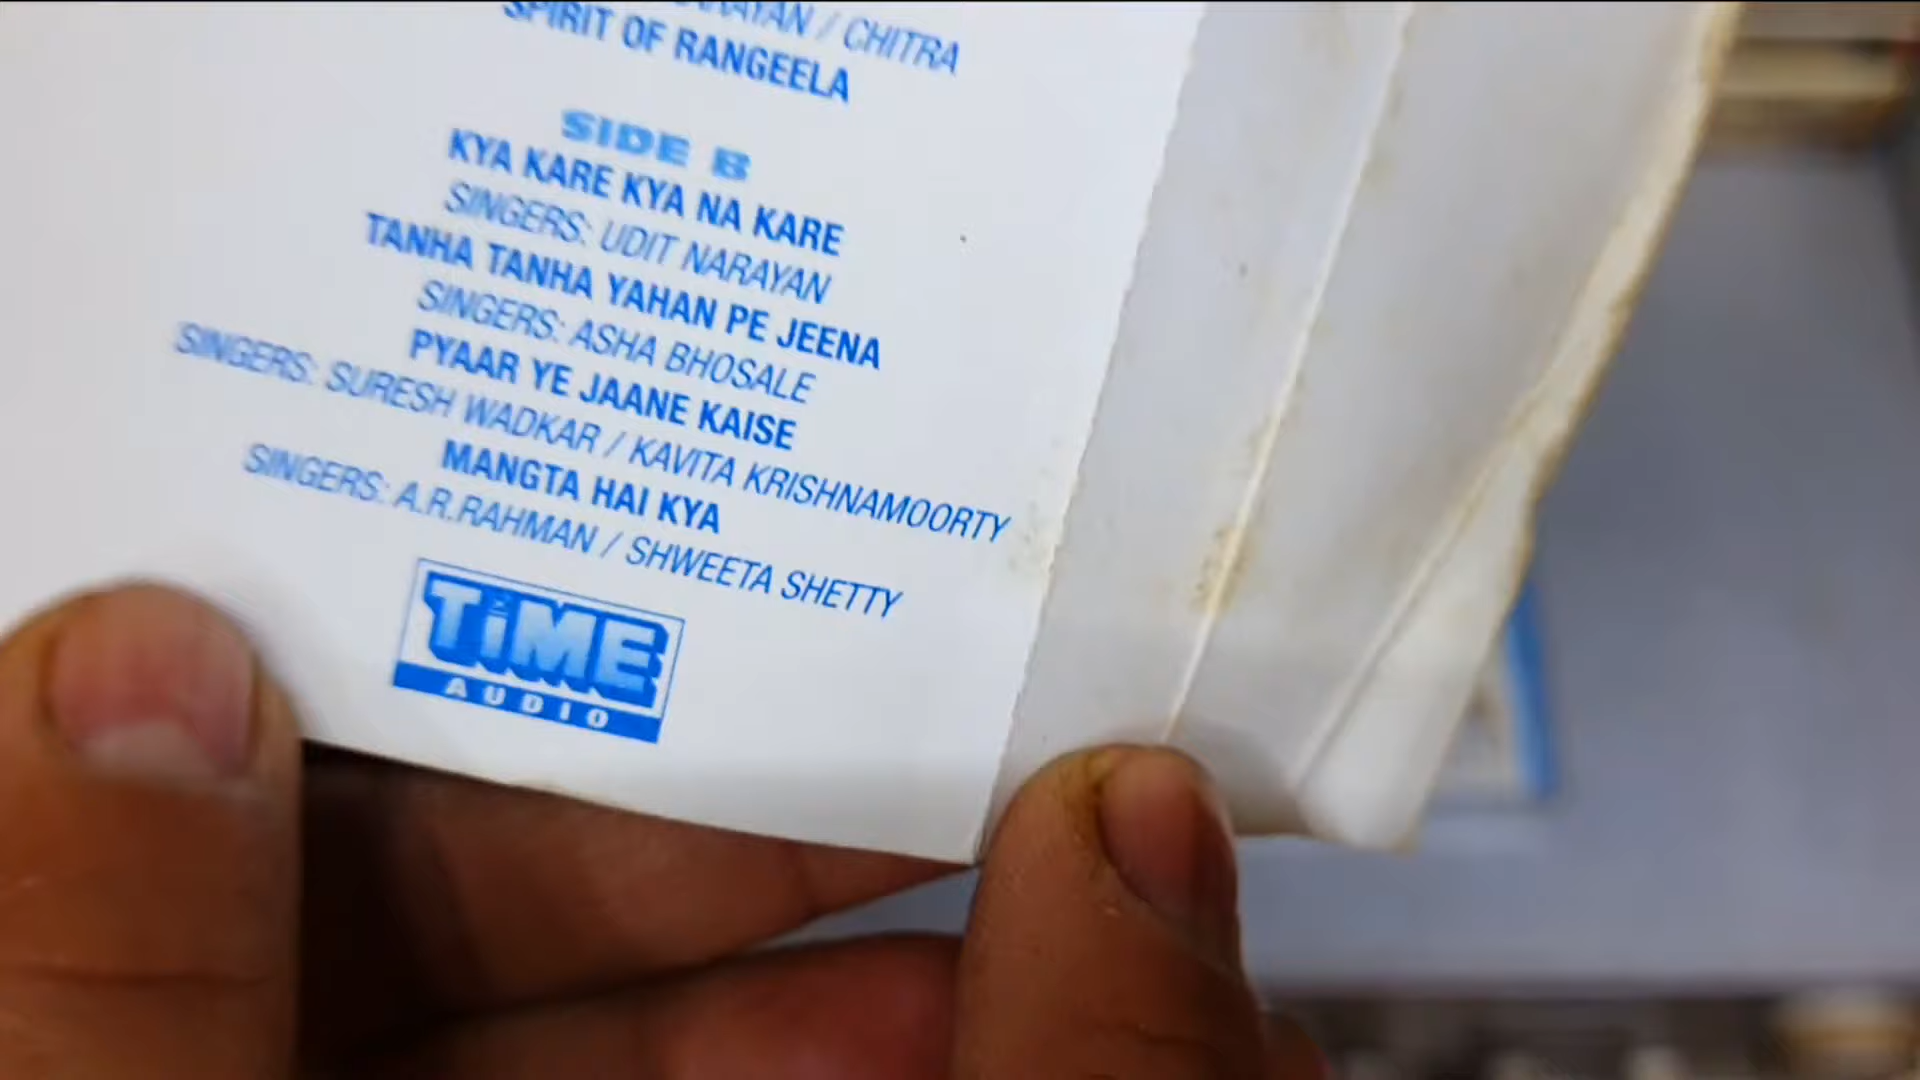 NARAYAN / CHITRA
SPIRIT OF RANGEELA
SIDE B
KYA KARE KYA NA KARE
SINGERS: UDIT NARAYAN
TANHA TANHA YAHAN PE JEENA
SINGERS: ASHA BHOSALE
PYAAR YE JAANE KAISE
SINGERS: SURESH WADKAR / KAVITA KRISHNAMOORTY
MANGTA HAI KYA
SINGERS: A.R.RAHMAN / SHWEETA SHETTY
TiME
AUDIO